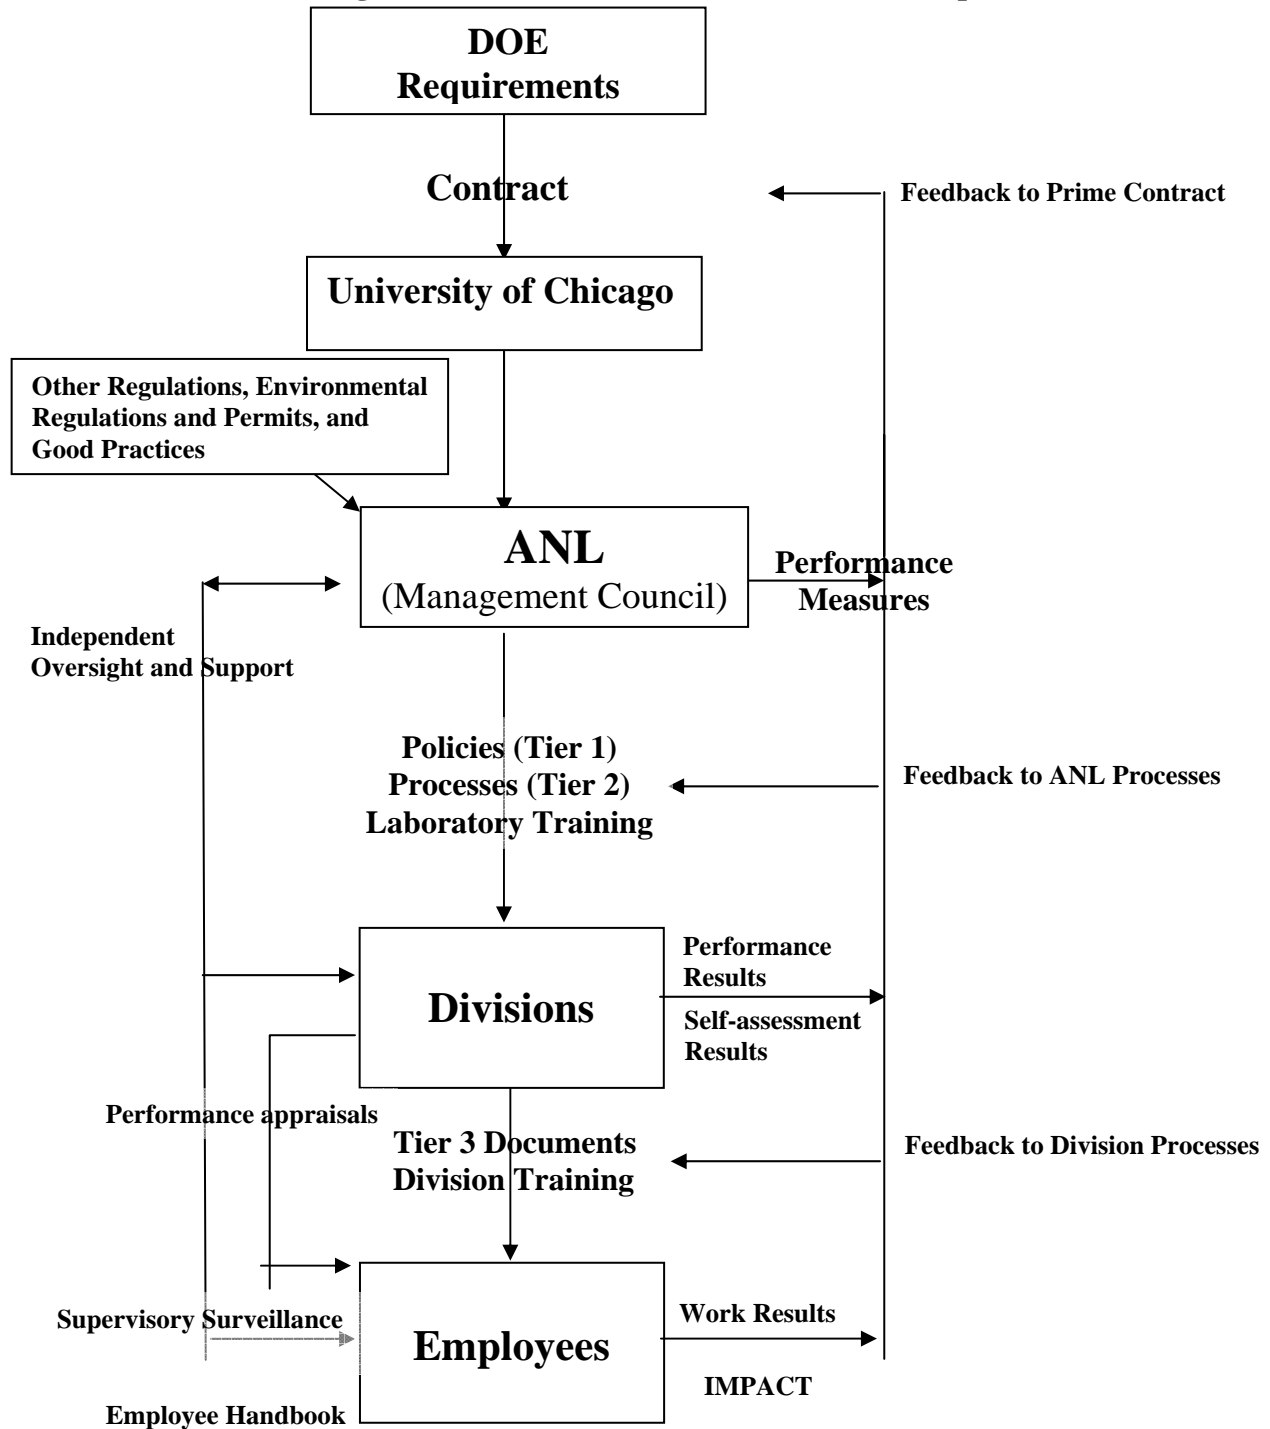 DOE
Requirements
Contract
Feedback to Prime Contract
University of Chicago
Other Regulations, Environmental
Regulations and Permits, and
Good Practices
ANL
(Management Council)
Performance
Measures
Independent
Oversight and Support
Policies (Tier 1)
Processes (Tier 2)
Laboratory Training
Feedback to ANL Processes
Divisions
Performance
Results
Self-assessment
Results
Performance appraisals
Tier 3 Documents
Division Training
Feedback to Division Processes
Supervisory Surveillance
Employees
Work Results
IMPACT
Employee Handbook